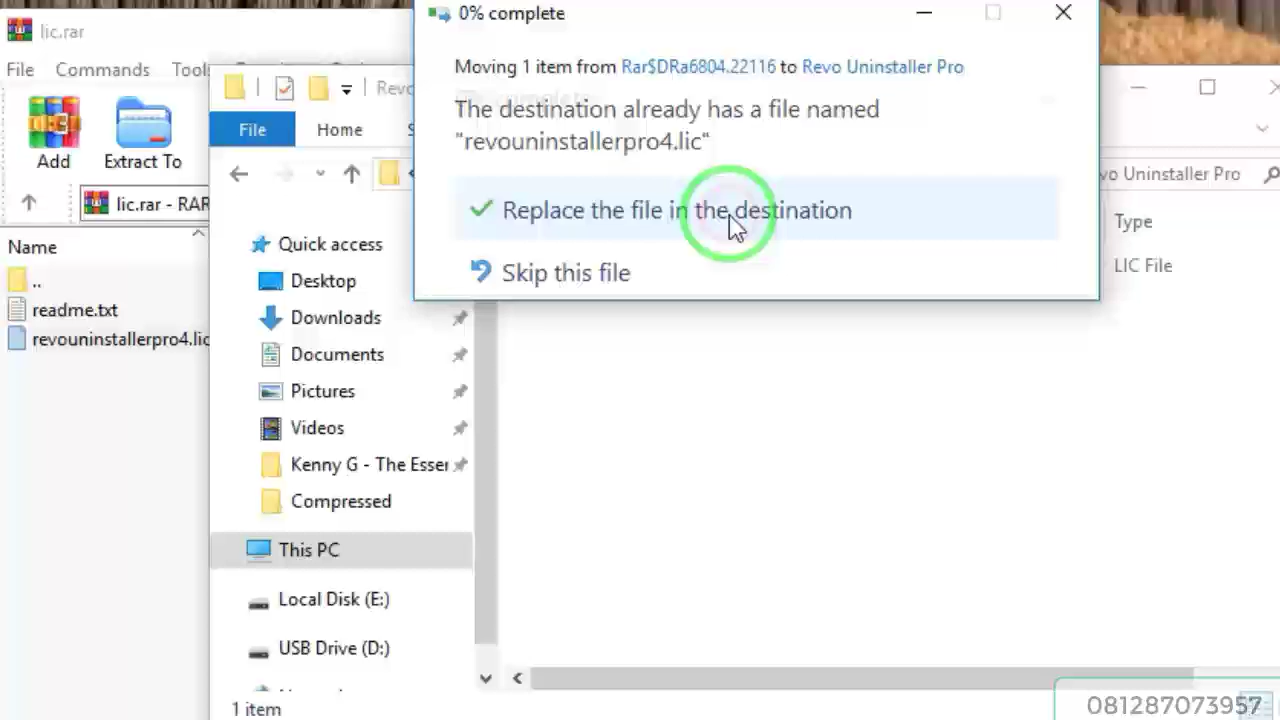 lic.rar
File Commands Tools
Add
Extract To
lic.rar - RAR
Name
..
readme.txt
revouninstallerpro4.lic
File
Home
Quick access
Desktop
Downloads
Documents
Pictures
Videos
Kenny G - The Esser
Compressed
This PC
Local Disk (E:)
USB Drive (D:)
1 item
0% complete
Moving 1 item from Rar$DRa6804.22116 to Revo Uninstaller Pro
The destination already has a file named
"revouninstallerpro4.lic"
Replace the file in the destination
Skip this file
vo Uninstaller Pro
Type
LIC File
081287073957